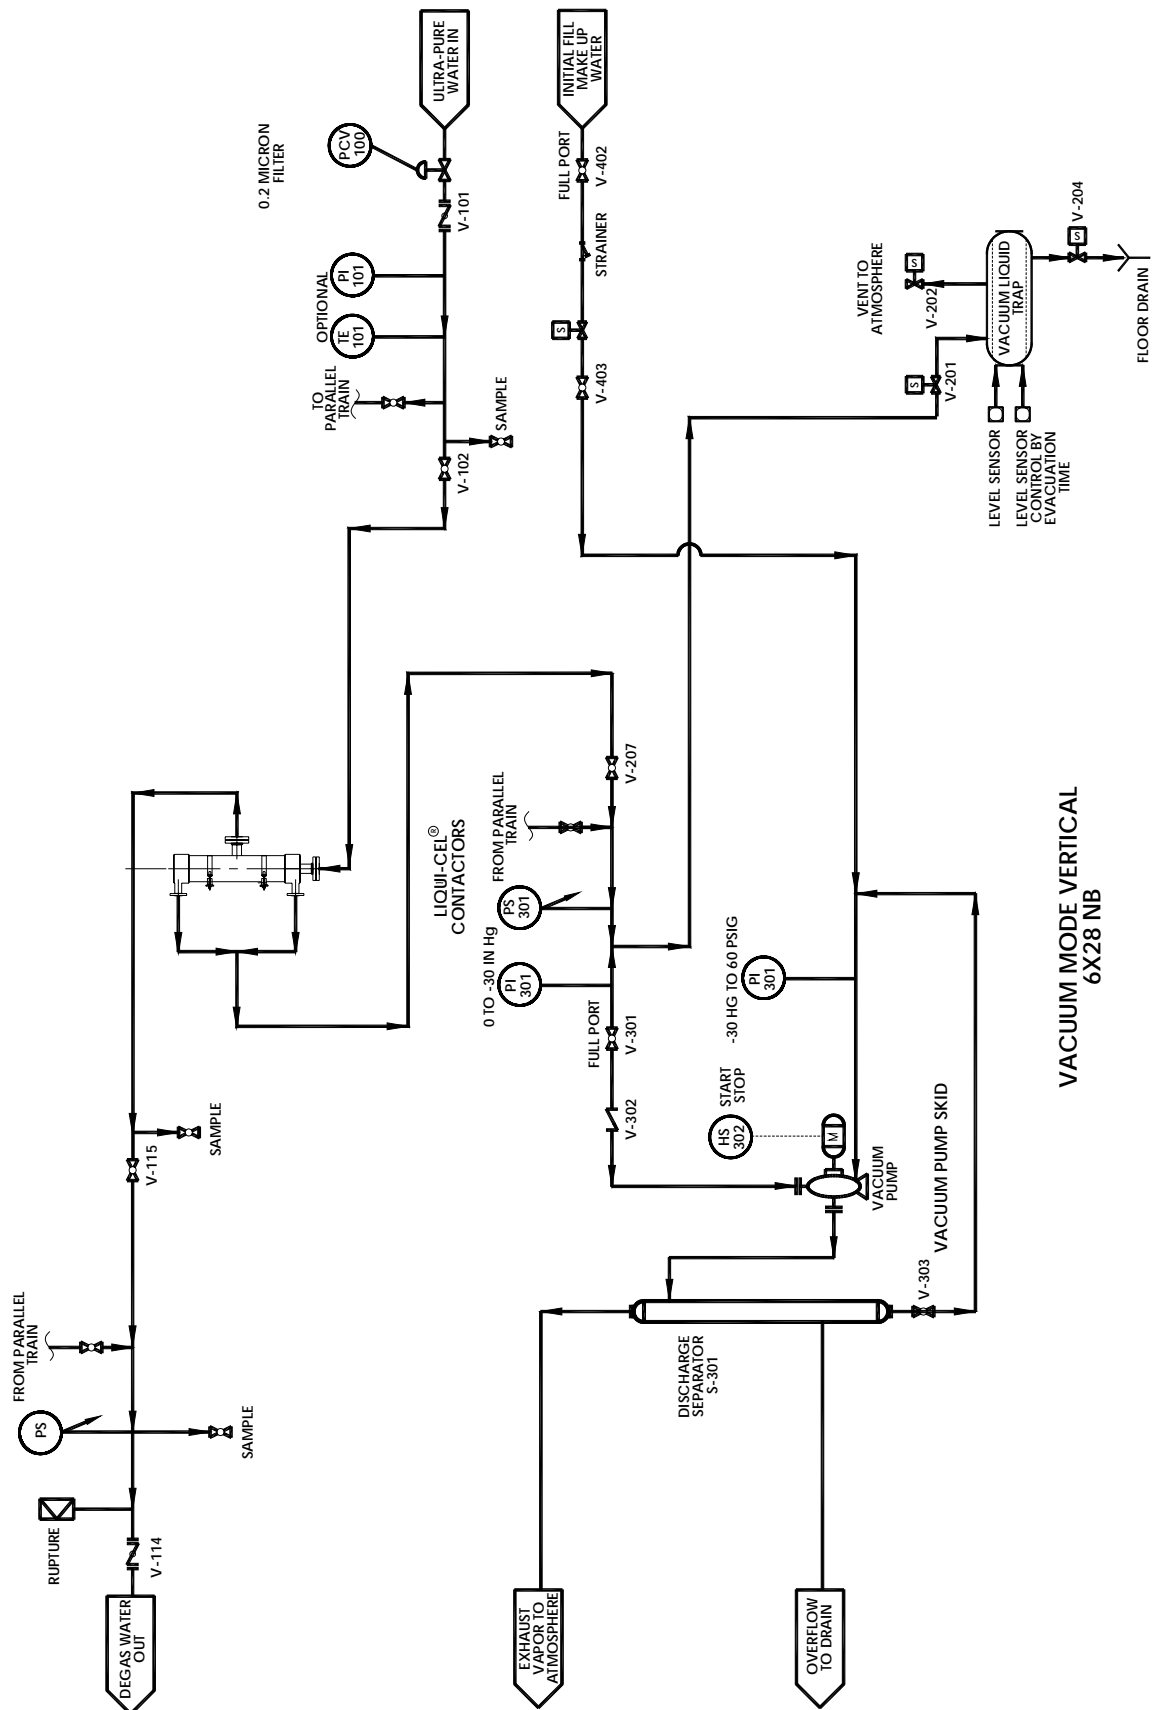 DEGAS WATER
OUT
RUPTURE
V-114
PS
SAMPLE
FROM PARALLEL
TRAIN
V-115
SAMPLE
LIQUI-CEL®
CONTACTORS
0.2 MICRON
FILTER
PCV
100
ULTRA-PURE
WATER IN
V-101
PI
101
OPTIONAL
TE
101
TO
PARALLEL
TRAIN
SAMPLE
V-102
INITIAL FILL
MAKE UP
WATER
FULL PORT
V-402
STRAINER
S
V-403
EXHAUST
VAPOR TO
ATMOSPHERE
OVERFLOW
TO DRAIN
DISCHARGE
SEPARATOR
S-301
V-303
VACUUM PUMP SKID
VACUUM
PUMP
M
HS
302
START
STOP
V-302
FULL PORT
V-301
0 TO -30 IN Hg
PI
301
PS
301
FROM PARALLEL
TRAIN
V-207
-30 HG TO 60 PSIG
PI
301
VENT TO
ATMOSPHERE
S
V-201
S
V-202
S
V-204
VACUUM LIQUID
TRAP
LEVEL SENSOR
LEVEL SENSOR
CONTROL BY
EVACUATION
TIME
FLOOR DRAIN
VACUUM MODE VERTICAL
6X28 NB